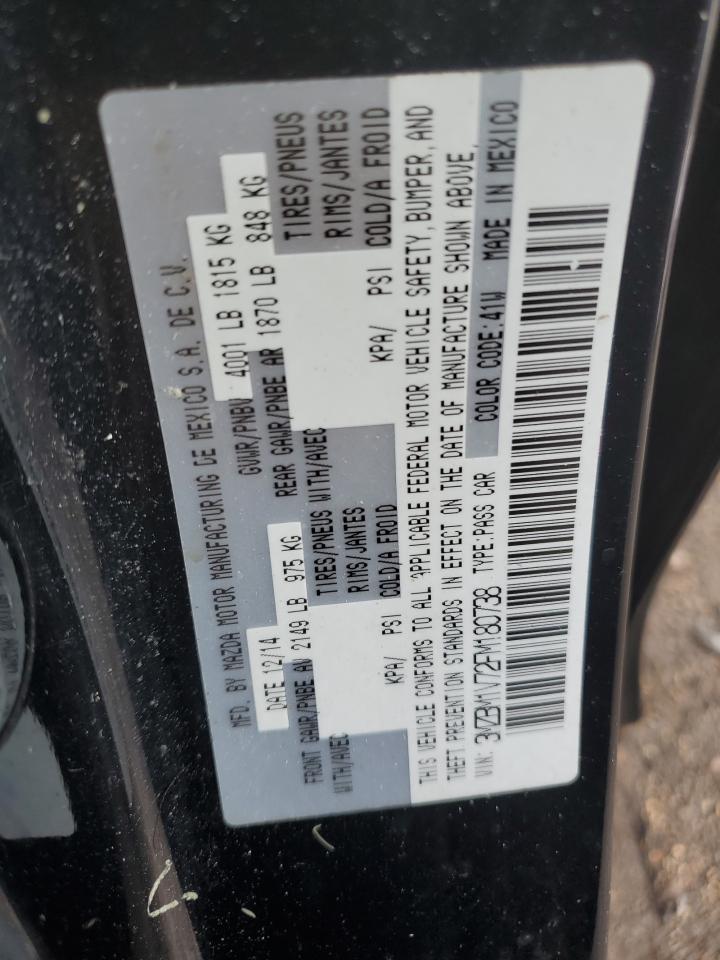 MFD. BY MAZDA MOTOR MANUFACTURING DE MEXICO S.A. DE C.V.
DATE 12/14 GVWR/PNBV 4001 LB 1815 KG
FRONT GAWR/PNBE AV 2149 LB 975 KG REAR GAWR/PNBE AR 1870 LB 848 KG
WITH/AVEC TIRES/PNEUS WITH/AVEC TIRES/PNEUS
RIMS/JANTES RIMS/JANTES
KPA/ PSI COLD/A FROID KPA/ PSI COLD/A FROID
THIS VEHICLE CONFORMS TO ALL APPLICABLE FEDERAL MOTOR VEHICLE SAFETY, BUMPER, AND
THEFT PREVENTION STANDARDS IN EFFECT ON THE DATE OF MANUFACTURE SHOWN ABOVE,
VIN: 3MZBM1V72FM180738 TYPE:PASS CAR COLOR CODE:41W MADE IN MEXICO